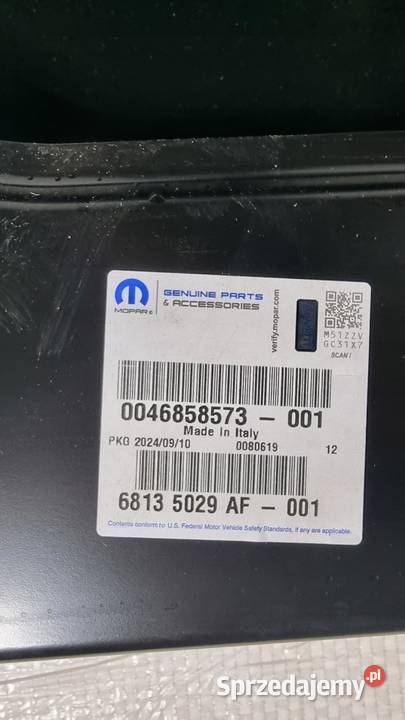 MOPAR®
GENUINE PARTS
& ACCESSORIES
verify.mopar.com
M51ZZV
GC31X7
SCAN !
0046858573 - 001
Made In Italy
PKG 2024/09/10 0080619 12
6813 5029 AF - 001
Contents conform to U.S. Federal Motor Vehicle Safety Standards, if any are applicable.
Sprzedajemy.pl